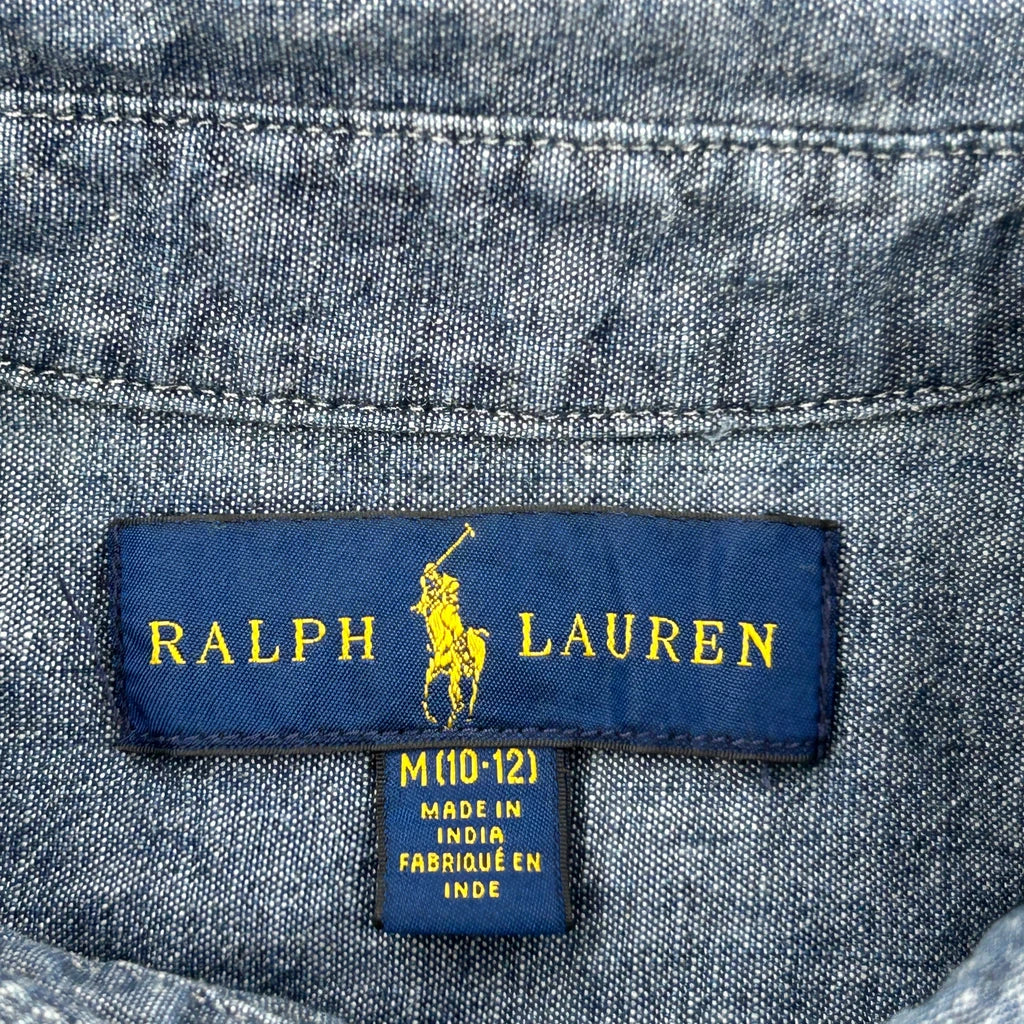 RALPH LAUREN
M (10·12)
MADE IN
INDIA
FABRIQUÉ EN
INDE